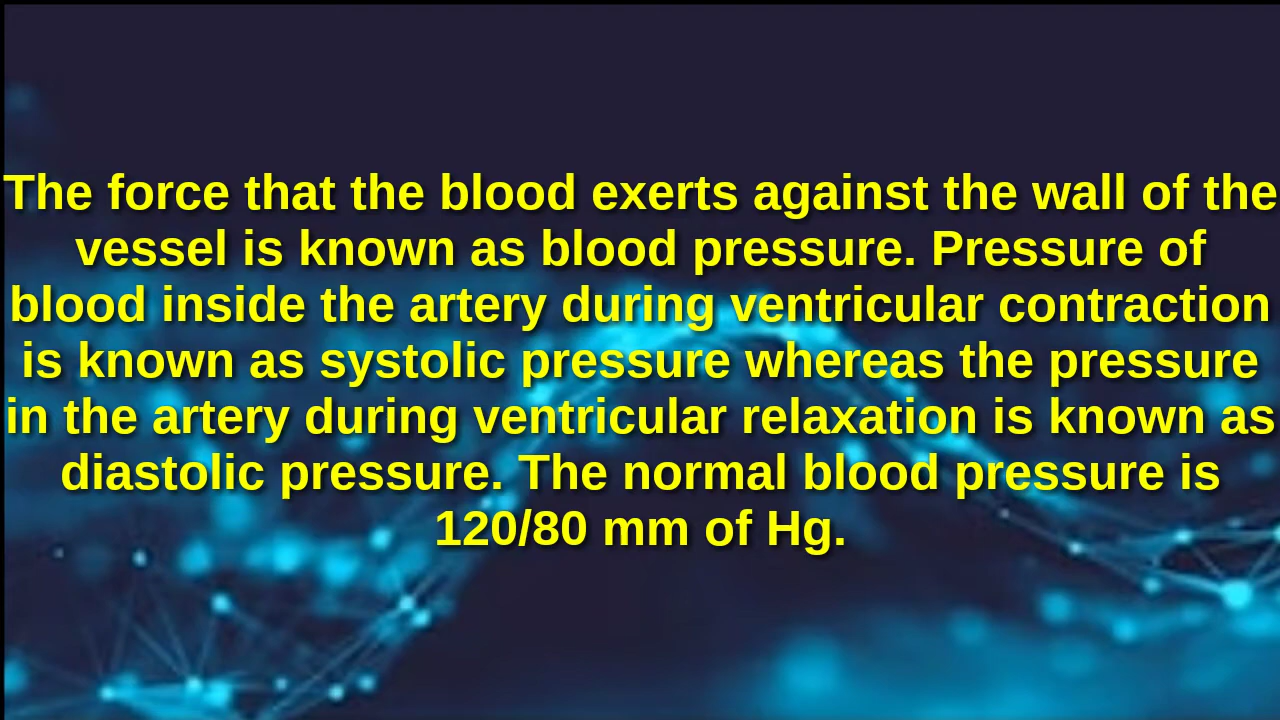 The force that the blood exerts against the wall of the
vessel is known as blood pressure. Pressure of
blood inside the artery during ventricular contraction
is known as systolic pressure whereas the pressure
in the artery during ventricular relaxation is known as
diastolic pressure. The normal blood pressure is
120/80 mm of Hg.